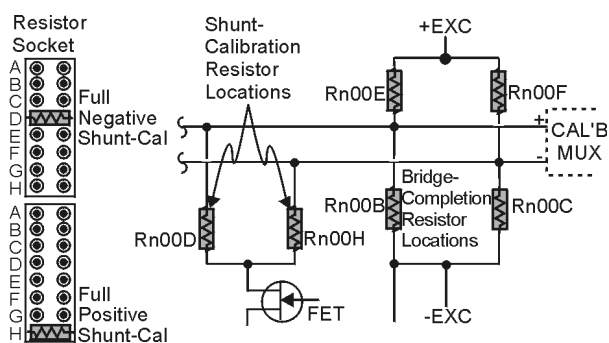 Resistor
Socket
A
B
C
D
E
F
G
H
Full
Negative
Shunt-Cal
A
B
C
D
E
F
G
H
Full
Positive
Shunt-Cal
Shunt-
Calibration
Resistor
Locations
+EXC
Rn00E
Rn00F
+
-
CAL'B
MUX
Rn00B
Bridge-
Completion
Resistor
Locations
Rn00C
Rn00D
Rn00H
FET
-EXC